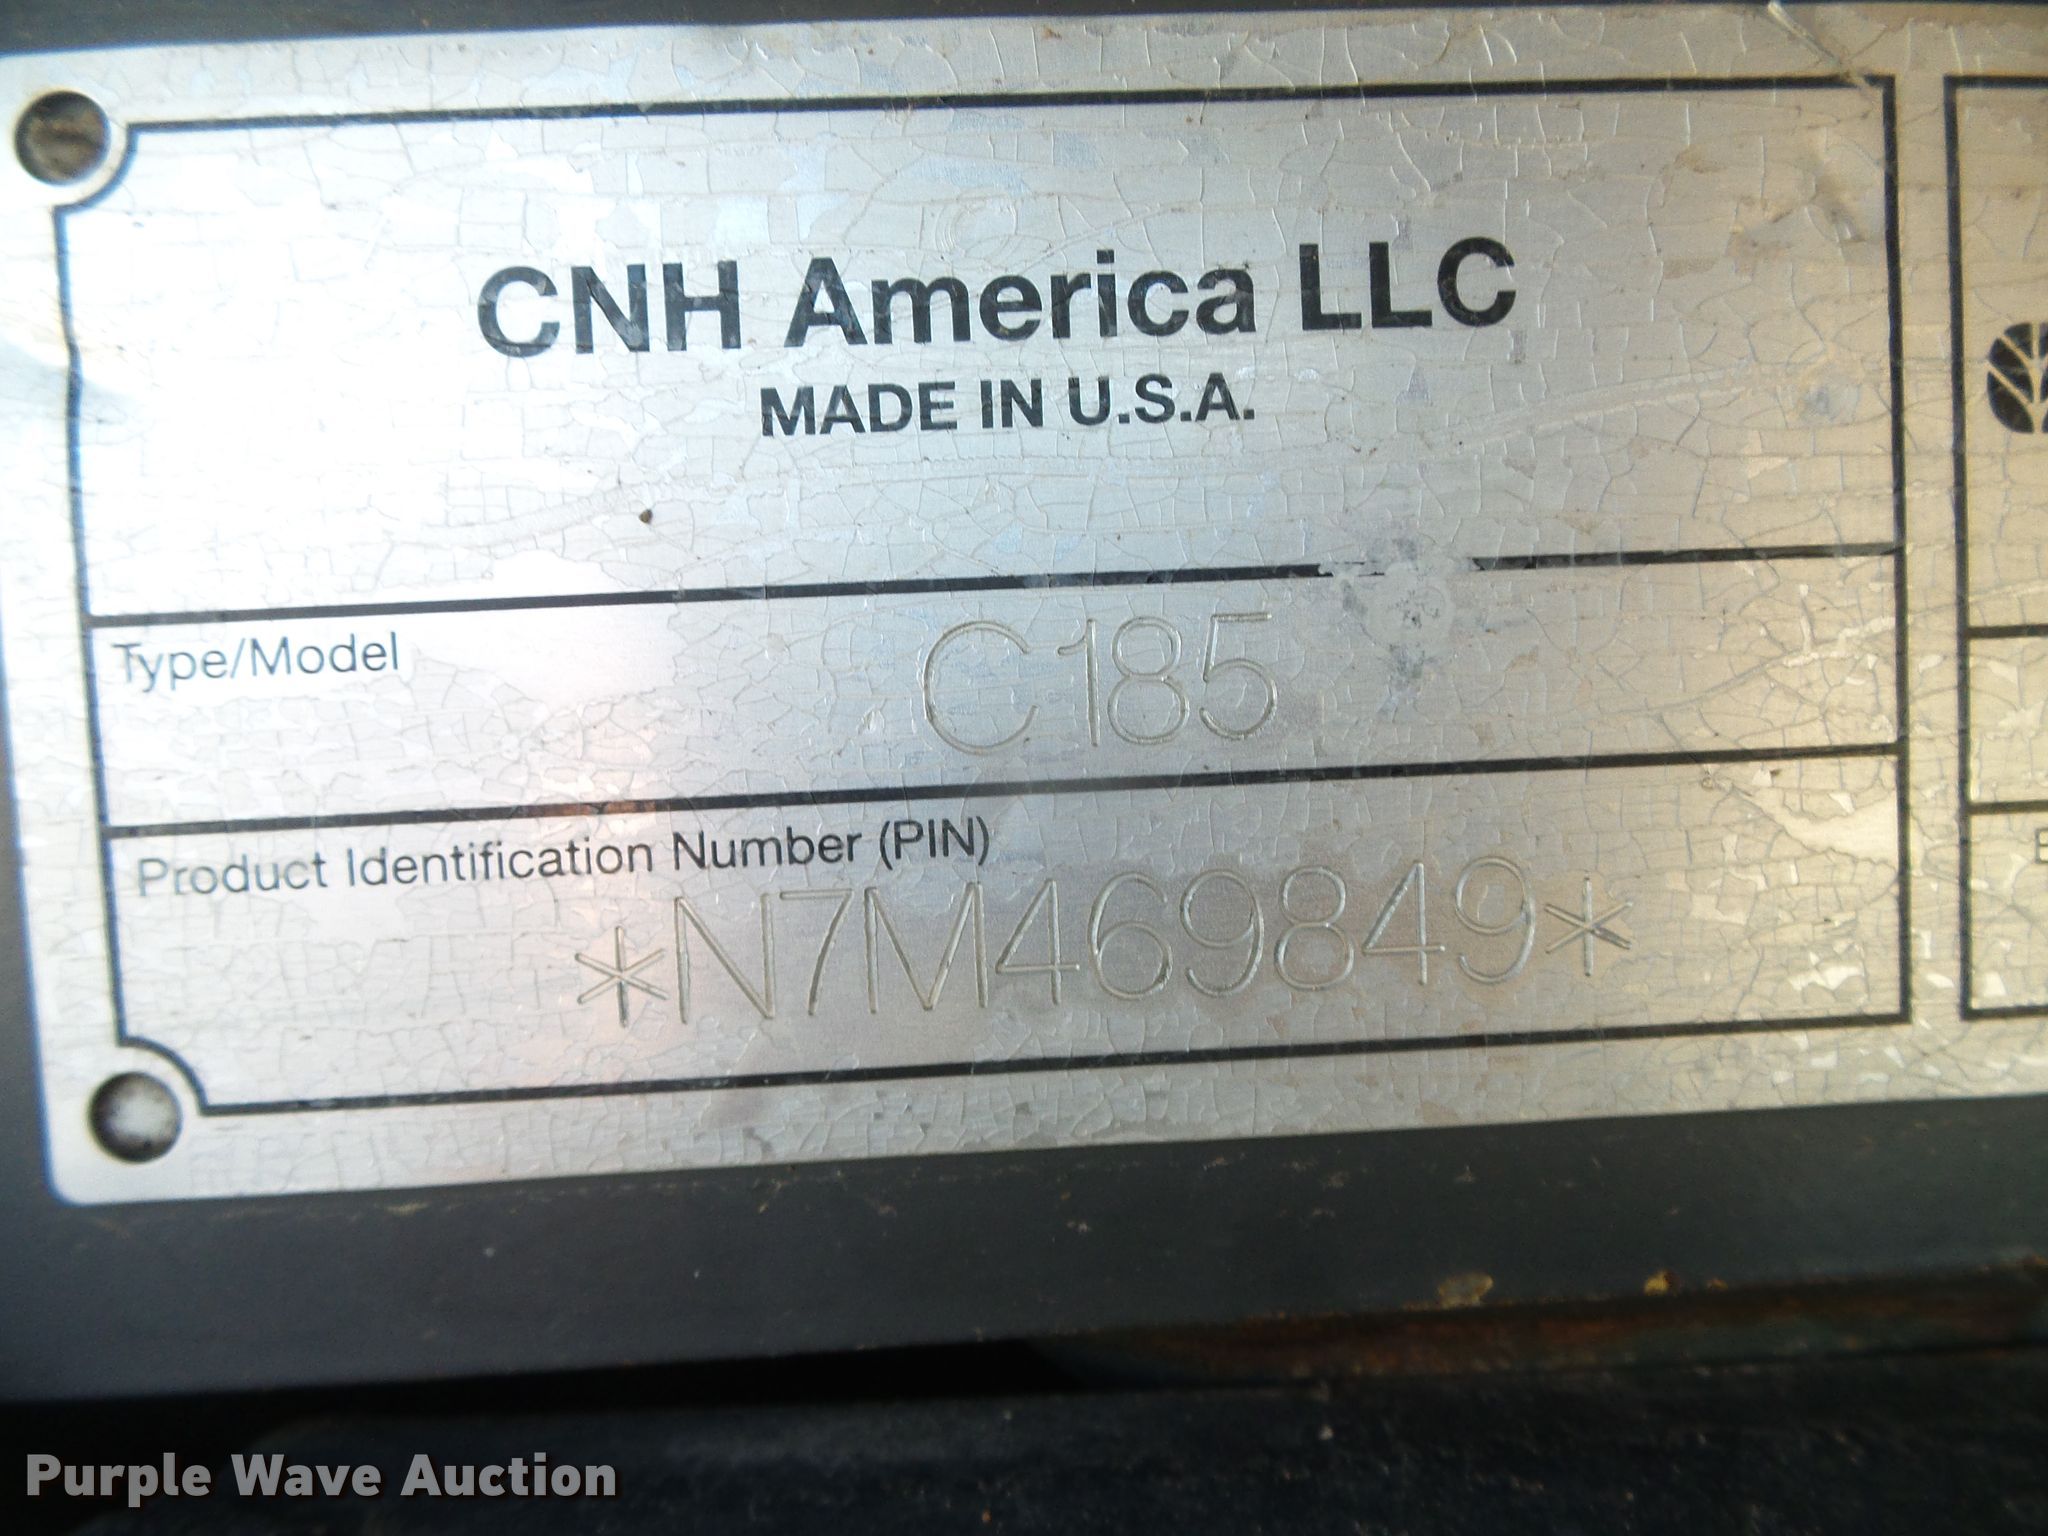 CNH America LLC
MADE IN U.S.A.
Type/Model
C185
Product Identification Number (PIN)
*N7M469849*
Purple Wave Auction